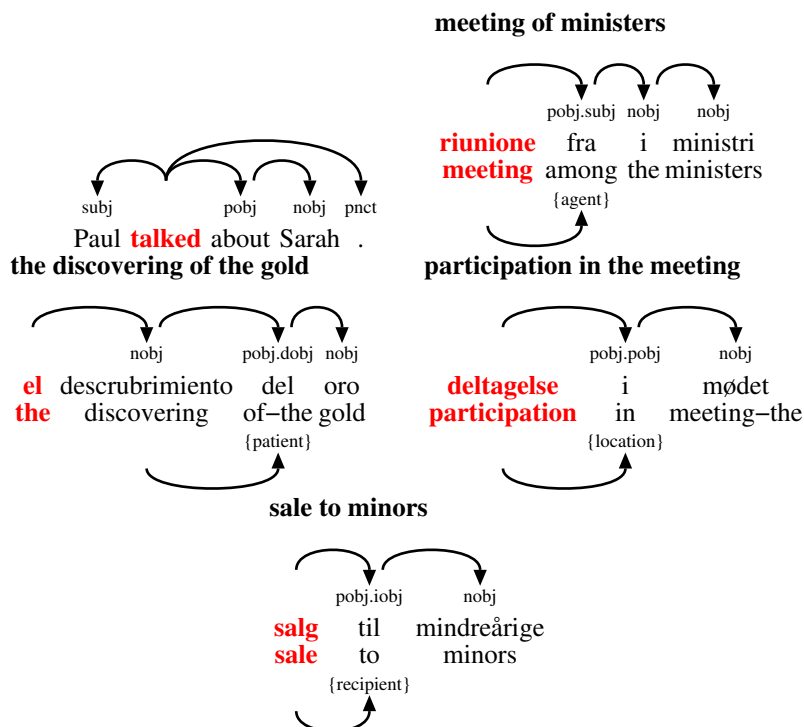 meeting of ministers
pobj.subj nobj nobj
riunione fra i ministri
meeting among the ministers
{agent}
subj pobj nobj pnct
Paul talked about Sarah .
the discovering of the gold
nobj pobj.dobj nobj
el descrubrimiento del oro
the discovering of–the gold
{patient}
participation in the meeting
pobj.pobj nobj
deltagelse i mødet
participation in meeting–the
{location}
sale to minors
pobj.iobj nobj
salg til mindreårige
sale to minors
{recipient}